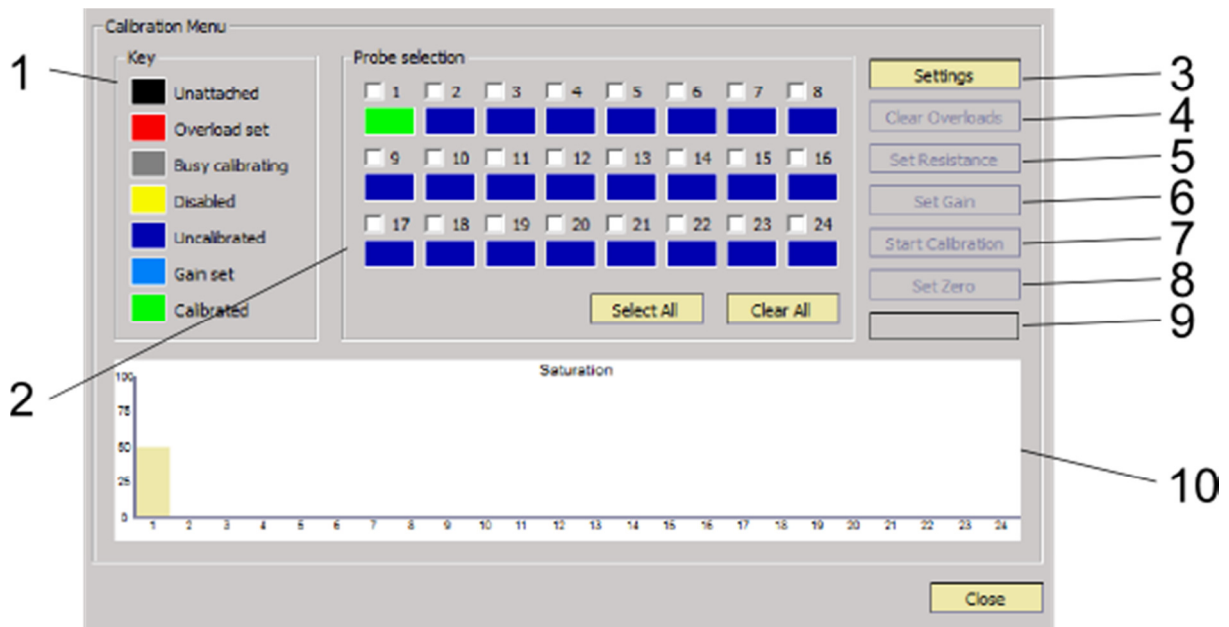 Calibration Menu
Key
Unattached
Overload set
Busy calibrating
Disabled
Uncalibrated
Gain set
Calibrated
Probe selection
1 2 3 4 5 6 7 8
9 10 11 12 13 14 15 16
17 18 19 20 21 22 23 24
Select All Clear All
Settings
Clear Overloads
Set Resistance
Set Gain
Start Calibration
Set Zero
Saturation
100
75
50
25
0
1 2 3 4 5 6 7 8 9 10 11 12 13 14 15 16 17 18 19 20 21 22 23 24
Close
1
2
3
4
5
6
7
8
9
10